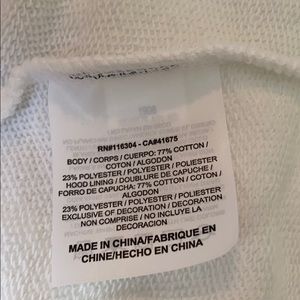 RN#116304 - CA#41675
BODY / CORPS / CUERPO: 77% COTTON /
COTON / ALGODON
23% POLYESTER / POLYESTER / POLIESTER
HOOD LINING / DOUBLURE DE CAPUCHE /
FORRO DE CAPUCHA: 77% COTTON / COTON /
ALGODON
23% POLYESTER / POLYESTER / POLIESTER
EXCLUSIVE OF DECORATION / DECORATION
NON COMPRISE / NO INCLUYE LA
DECORACION
MADE IN CHINA/FABRIQUE EN
CHINE/HECHO EN CHINA